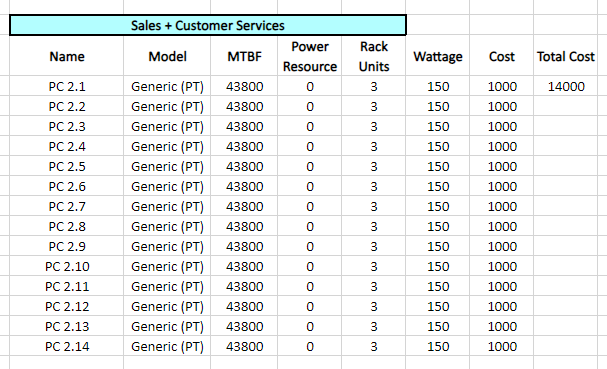 Sales + Customer Services
Name Model MTBF Power Resource Rack Units Wattage Cost Total Cost
PC 2.1 Generic (PT) 43800 0 3 150 1000 14000
PC 2.2 Generic (PT) 43800 0 3 150 1000
PC 2.3 Generic (PT) 43800 0 3 150 1000
PC 2.4 Generic (PT) 43800 0 3 150 1000
PC 2.5 Generic (PT) 43800 0 3 150 1000
PC 2.6 Generic (PT) 43800 0 3 150 1000
PC 2.7 Generic (PT) 43800 0 3 150 1000
PC 2.8 Generic (PT) 43800 0 3 150 1000
PC 2.9 Generic (PT) 43800 0 3 150 1000
PC 2.10 Generic (PT) 43800 0 3 150 1000
PC 2.11 Generic (PT) 43800 0 3 150 1000
PC 2.12 Generic (PT) 43800 0 3 150 1000
PC 2.13 Generic (PT) 43800 0 3 150 1000
PC 2.14 Generic (PT) 43800 0 3 150 1000